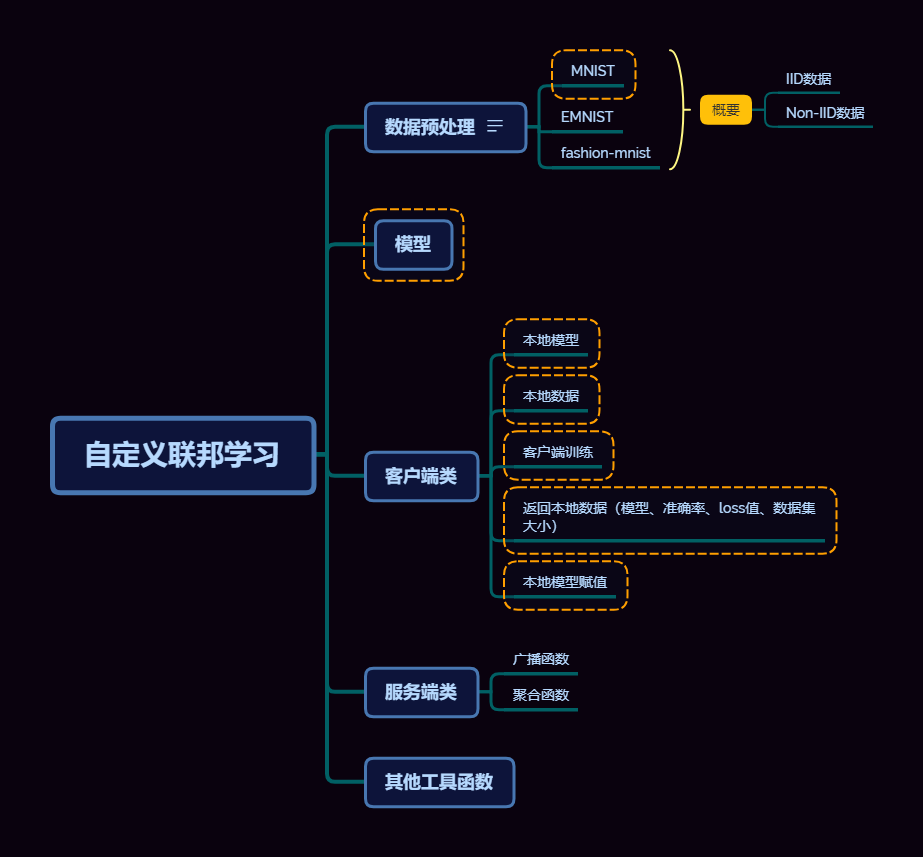 自定义联邦学习
数据预处理
MNIST
EMNIST
fashion-mnist
概要
IID数据
Non-IID数据
模型
客户端类
本地模型
本地数据
客户端训练
返回本地数据（模型、准确率、loss值、数据集
大小）
本地模型赋值
服务端类
广播函数
聚合函数
其他工具函数